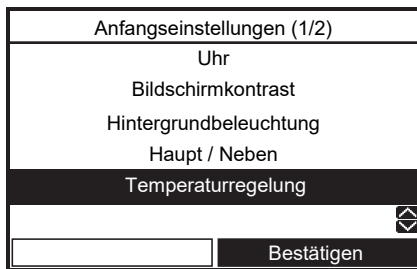 Anfangseinstellungen (1/2)
Uhr
Bildschirmkontrast
Hintergrundbeleuchtung
Haupt / Neben
Temperaturregelung
Bestätigen